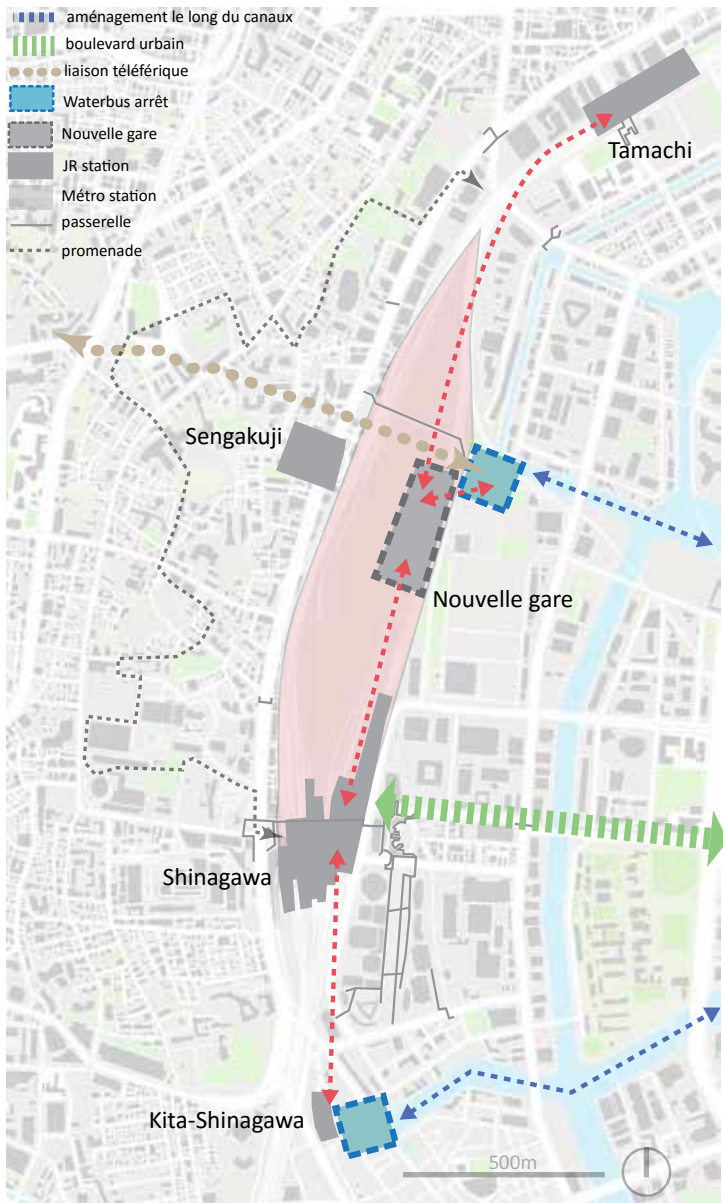 aménagement le long du canaux
boulevard urbain
liaison téléférique
Waterbus arrêt
Nouvelle gare
JR station
Métro station
passerelle
promenade
Tamachi
Sengakuji
Nouvelle gare
Shinagawa
Kita-Shinagawa
500m